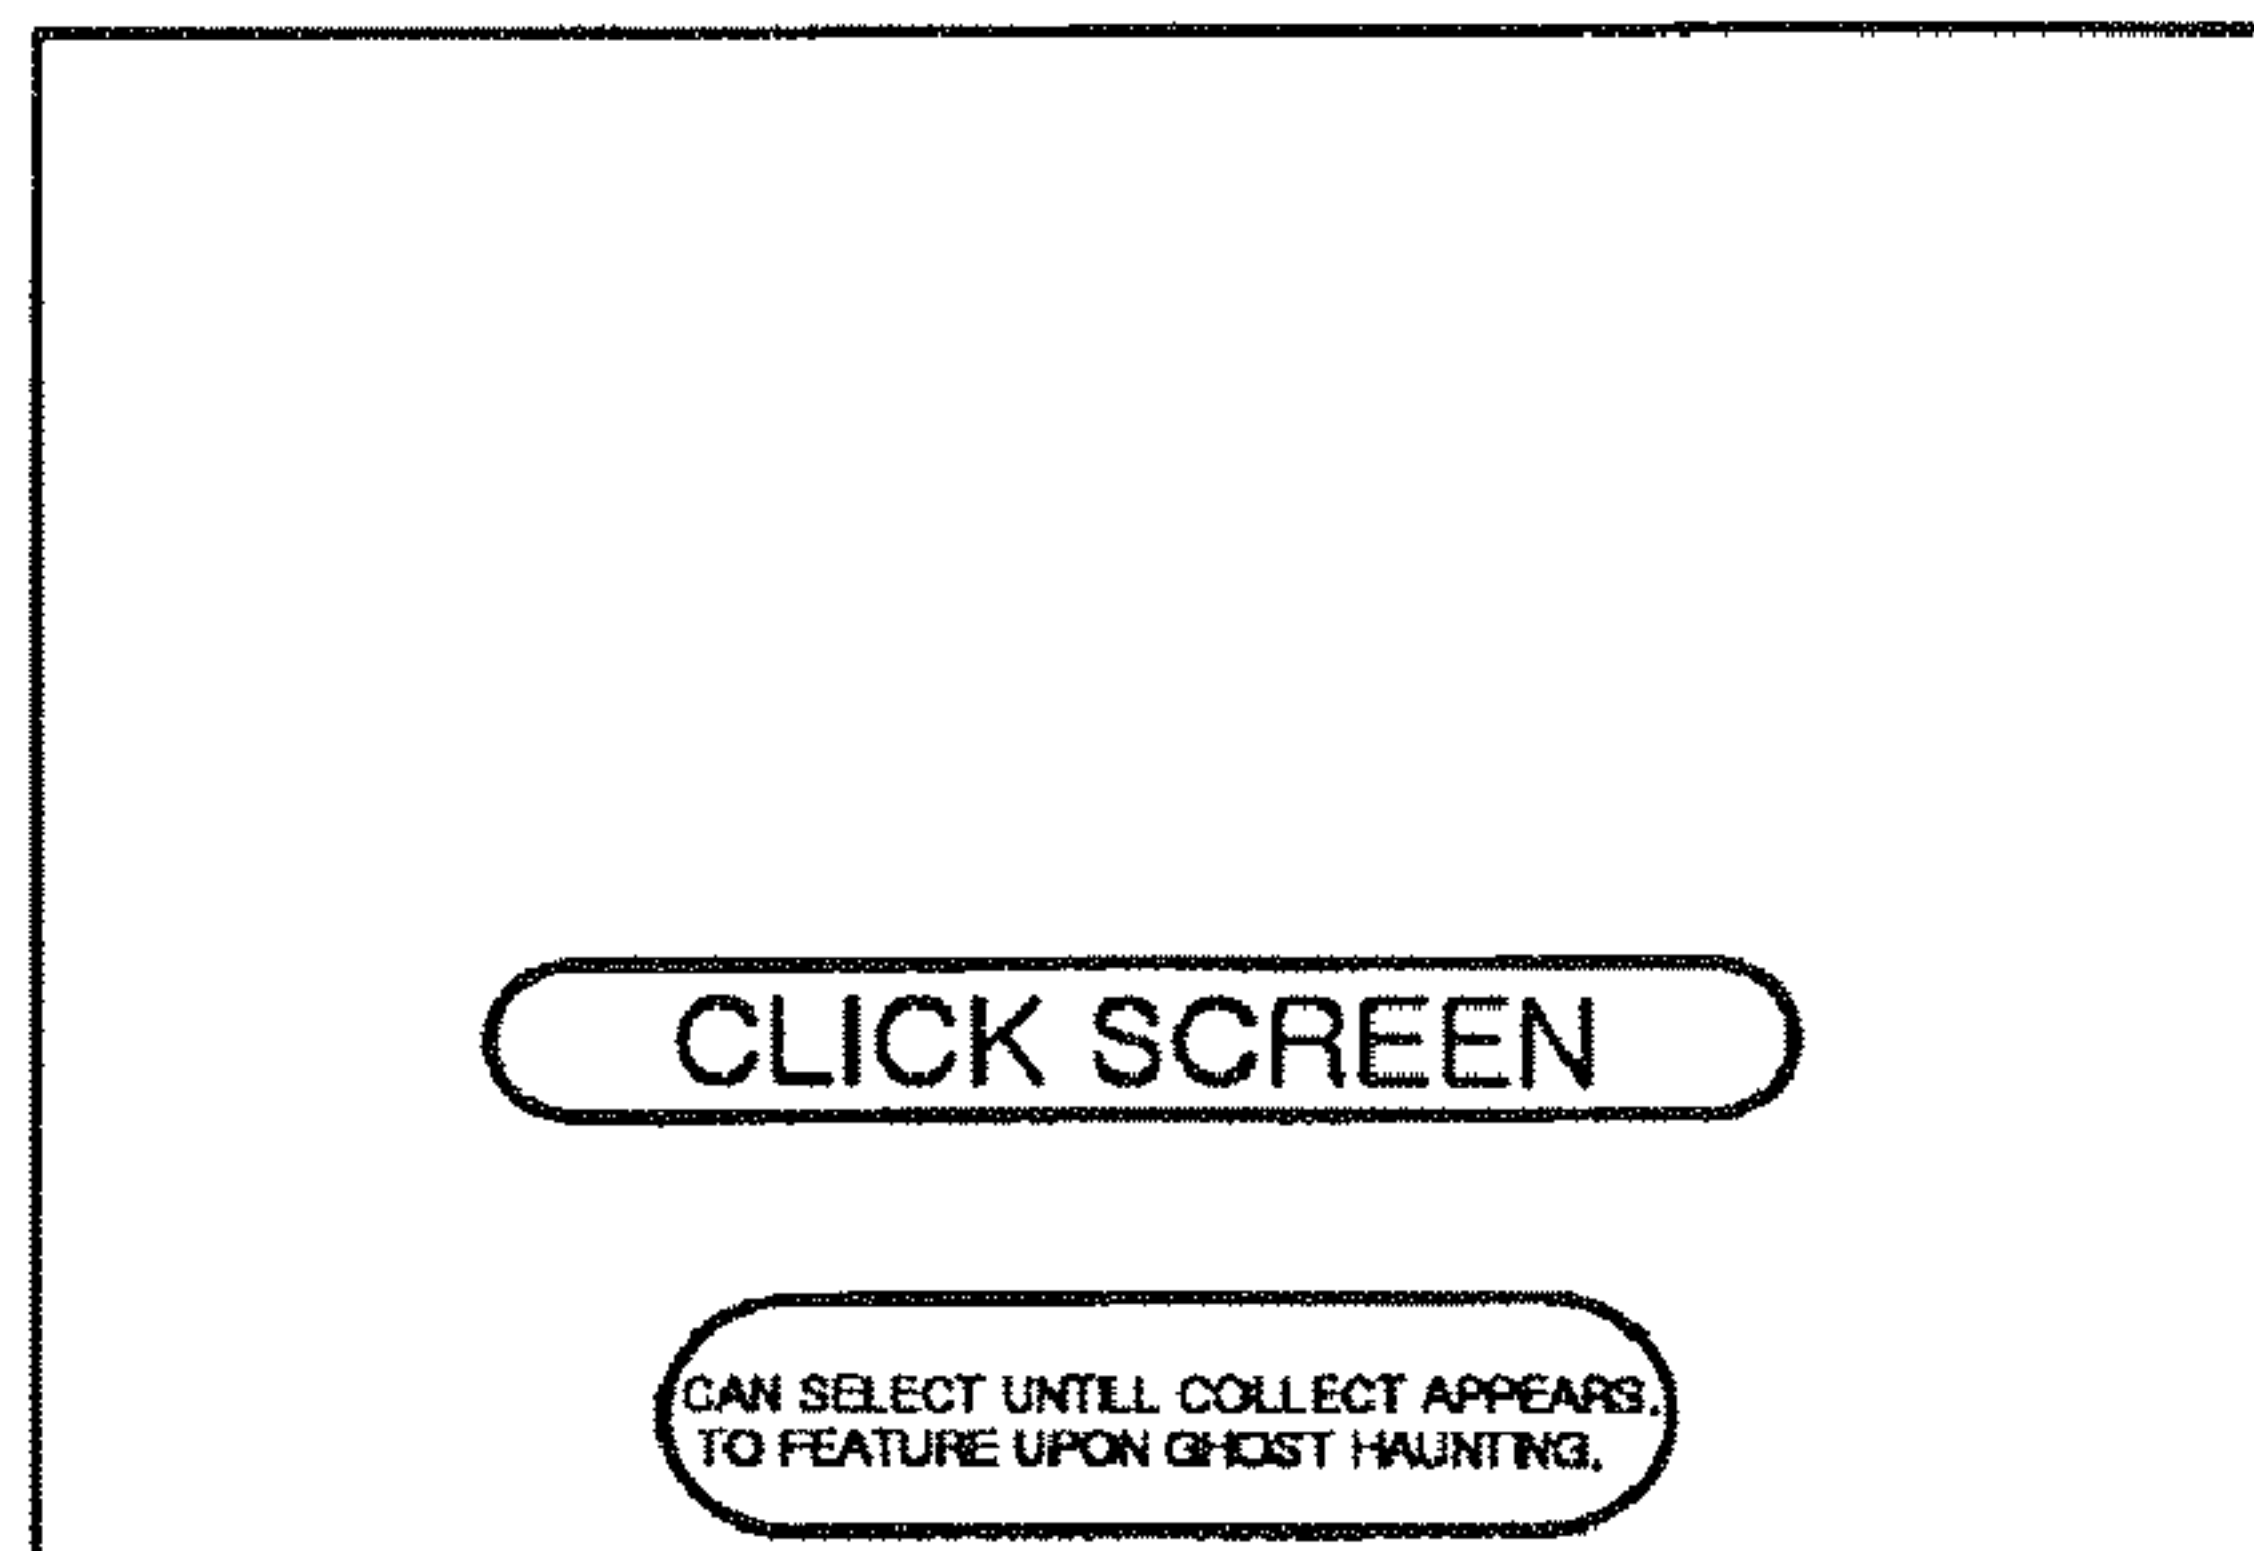 CLICK SCREEN
CAN SELECT UNTILL COLLECT APPEARS.
TO FEATURE UPON GHOST HAUNTING.